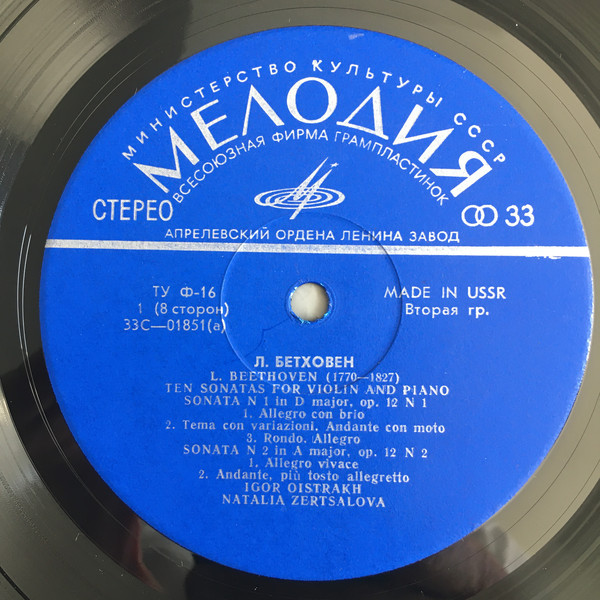 МИНИСТЕРСТВО КУЛЬТУРЫ СССР
МЕЛОДИЯ
ВСЕСОЮЗНАЯ ФИРМА ГРАМПЛАСТИНОК
СТЕРЕО
33
АПРЕЛЕВСКИЙ ОРДЕНА ЛЕНИНА ЗАВОД
ТУ Ф-16
1 (8 сторон)
33С—01851(а)
MADE IN USSR
Вторая гр.
Л. БЕТХОВЕН
L. BEETHOVEN (1770—1827)
TEN SONATAS FOR VIOLIN AND PIANO
SONATA N 1 in D major, op. 12 N 1
1. Allegro con brio
2. Tema con variazioni. Andante con moto
3. Rondo. Allegro
SONATA N 2 in A major, op. 12 N 2
1. Allegro vivace
2. Andante, più tosto allegretto
IGOR OISTRAKH
NATALIA ZERTSALOVA